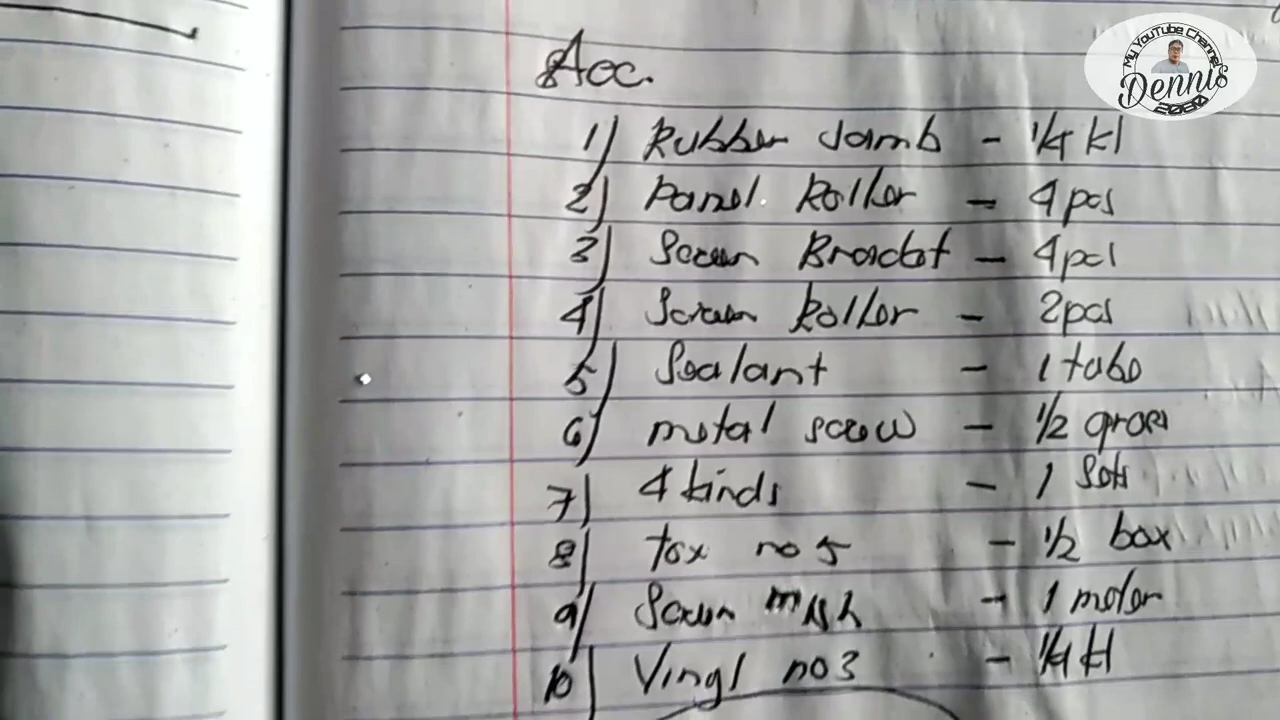 My YouTube Channel
Dennis
2080
Acc.
1) Rubber Jamb - 1/4 kl
2) Panel Roller - 4 pcs
3) Screen Bracket - 4 pcs
4) Screen Roller - 2 pcs
5) Sealant - 1 tube
6) metal screw - 1/2 gross
7) 4 kinds - 1 sets
8) tox no 5 - 1/2 box
9) Screen mesh - 1 meter
10) Vinyl no 3 - 1/4 kl